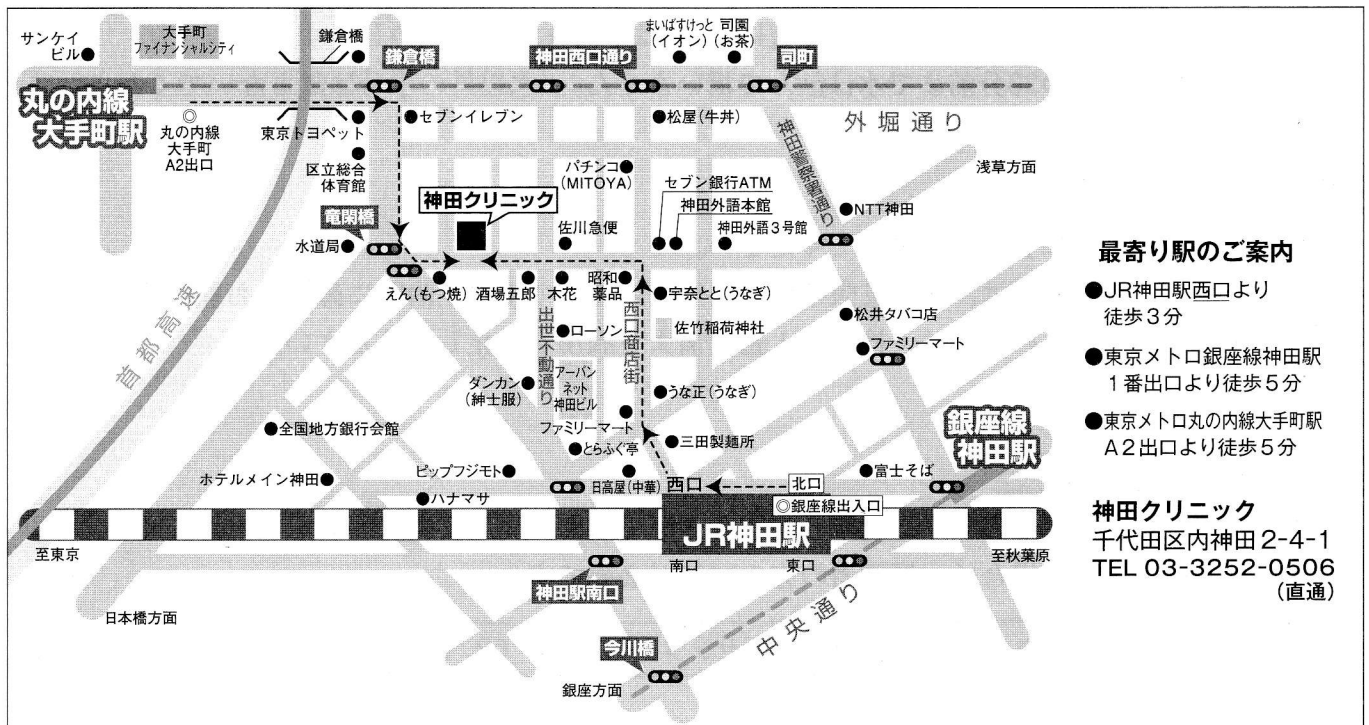 サンケイ
ビル
大手町
ファイナンシャルシティ
鎌倉橋
鎌倉橋
神田西口通り
まいばすけっと
(イオン)
司園
(お茶)
司町
丸の内線
大手町駅
◎
丸の内線
大手町
A2出口
東京トヨペット
セブンイレブン
松屋(牛丼)
外堀通り
区立総合
体育館
パチンコ
(MITOYA)
セブン銀行ATM
神田外語本館
神田外語3号館
神田警察署通り
浅草方面
NTT神田
神田クリニック
竜閑橋
水道局
佐川急便
えん(もつ焼)
酒場五郎
木花
昭和
薬品
宇奈とと(うなぎ)
首都高速
出世不動通り
ローソン
西口商店街
佐竹稲荷神社
松井タバコ店
ファミリーマート
ダンカン
(紳士服)
アーバン
ネット
神田ビル
うな正(うなぎ)
ファミリーマート
全国地方銀行会館
とらふぐ亭
三田製麺所
銀座線
神田駅
ホテルメイン神田
ピップフジモト
ハナマサ
日高屋(中華)
西口
北口
富士そば
◎銀座線出入口
JR神田駅
至東京
南口
東口
至秋葉原
神田駅南口
日本橋方面
中央通り
今川橋
銀座方面
最寄り駅のご案内
●JR神田駅西口より
徒歩3分
●東京メトロ銀座線神田駅
1番出口より徒歩5分
●東京メトロ丸の内線大手町駅
A2出口より徒歩5分
神田クリニック
千代田区内神田2-4-1
TEL 03-3252-0506
(直通)